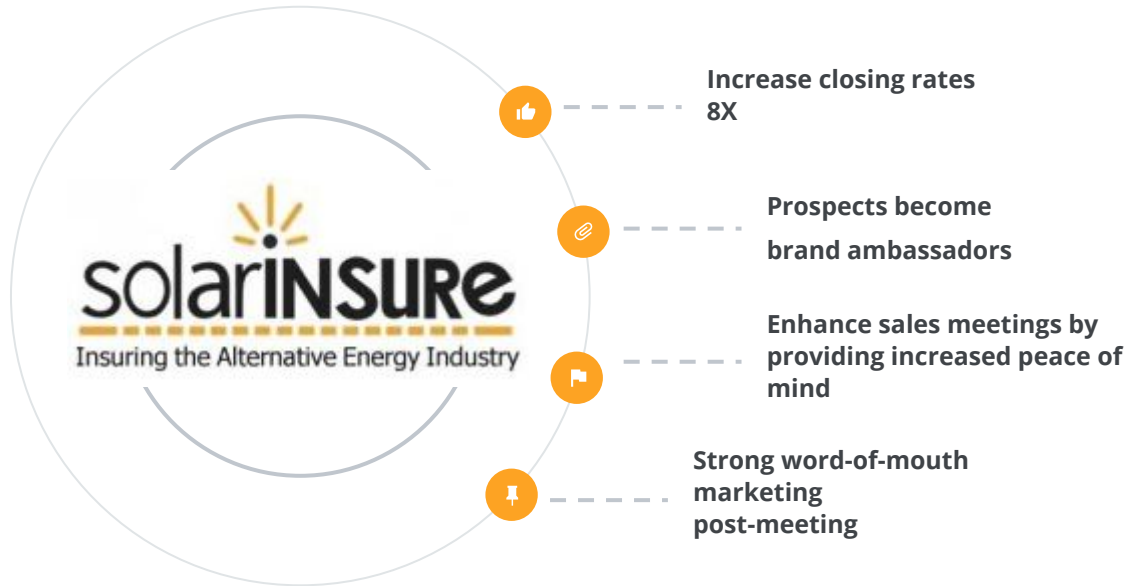 Increase closing rates
8X
Prospects become
brand ambassadors
solarinsure
Insuring the Alternative Energy Industry
Enhance sales meetings by
providing increased peace of
mind
Strong word-of-mouth
marketing
post-meeting